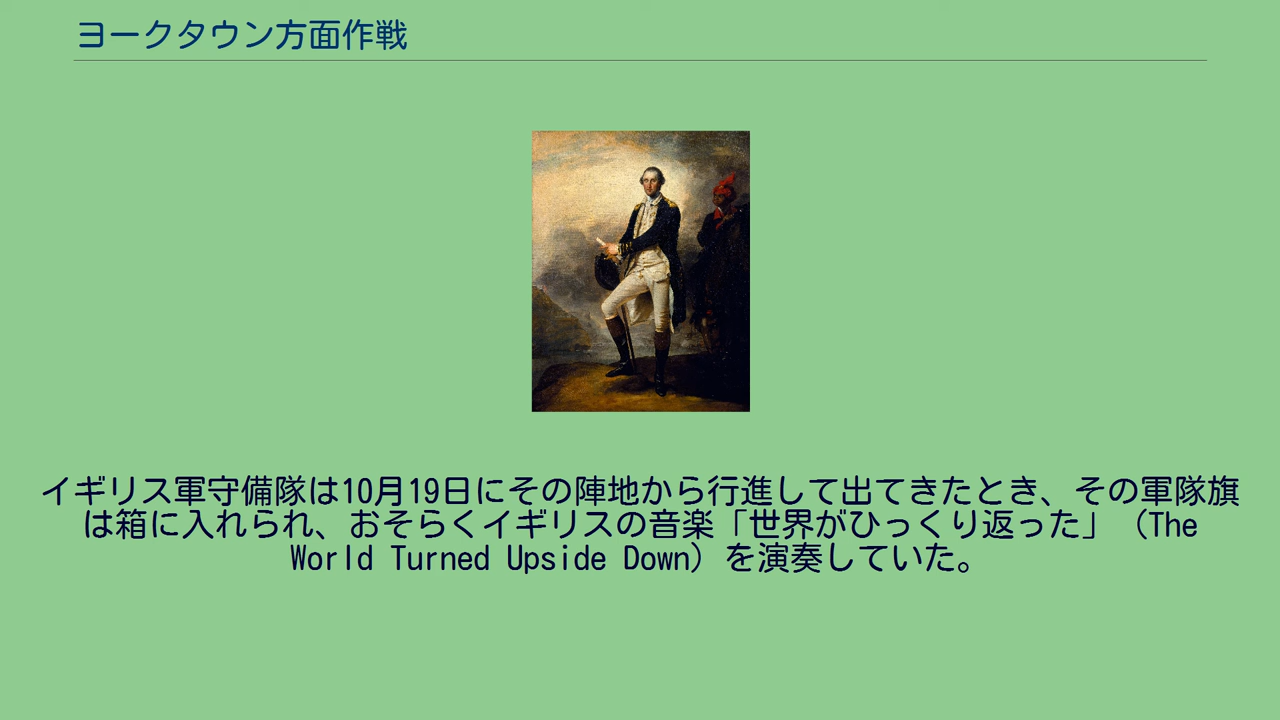 ヨークタウン方面作戦
イギリス軍守備隊は10月19日にその陣地から行進して出てきたとき、その軍隊旗
は箱に入れられ、おそらくイギリスの音楽「世界がひっくり返った」（The
World Turned Upside Down）を演奏していた。